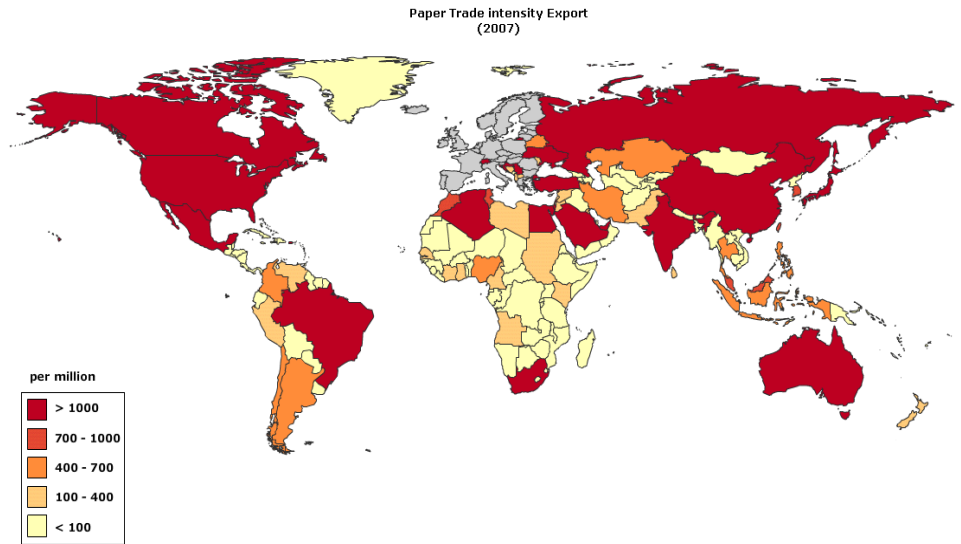 Paper Trade intensity Export
(2007)
per million
> 1000
700 - 1000
400 - 700
100 - 400
< 100